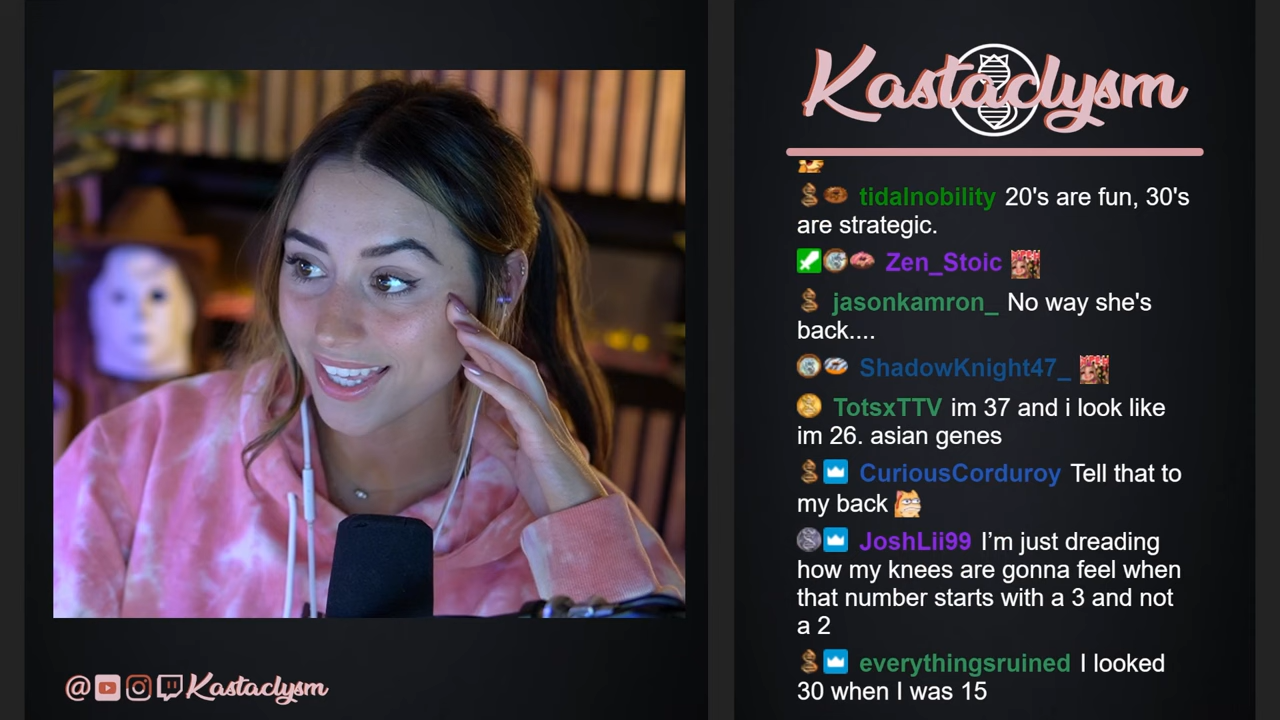 Kastaclysm
tidalnobility 20's are fun, 30's
are strategic.
Zen_Stoic
jasonkamron_ No way she's
back....
ShadowKnight47_
TotsxTTV im 37 and i look like
im 26. asian genes
CuriousCorduroy Tell that to
my back
JoshLii99 I’m just dreading
how my knees are gonna feel when
that number starts with a 3 and not
a 2
everythingsruined I looked
30 when I was 15
@Kastaclysm